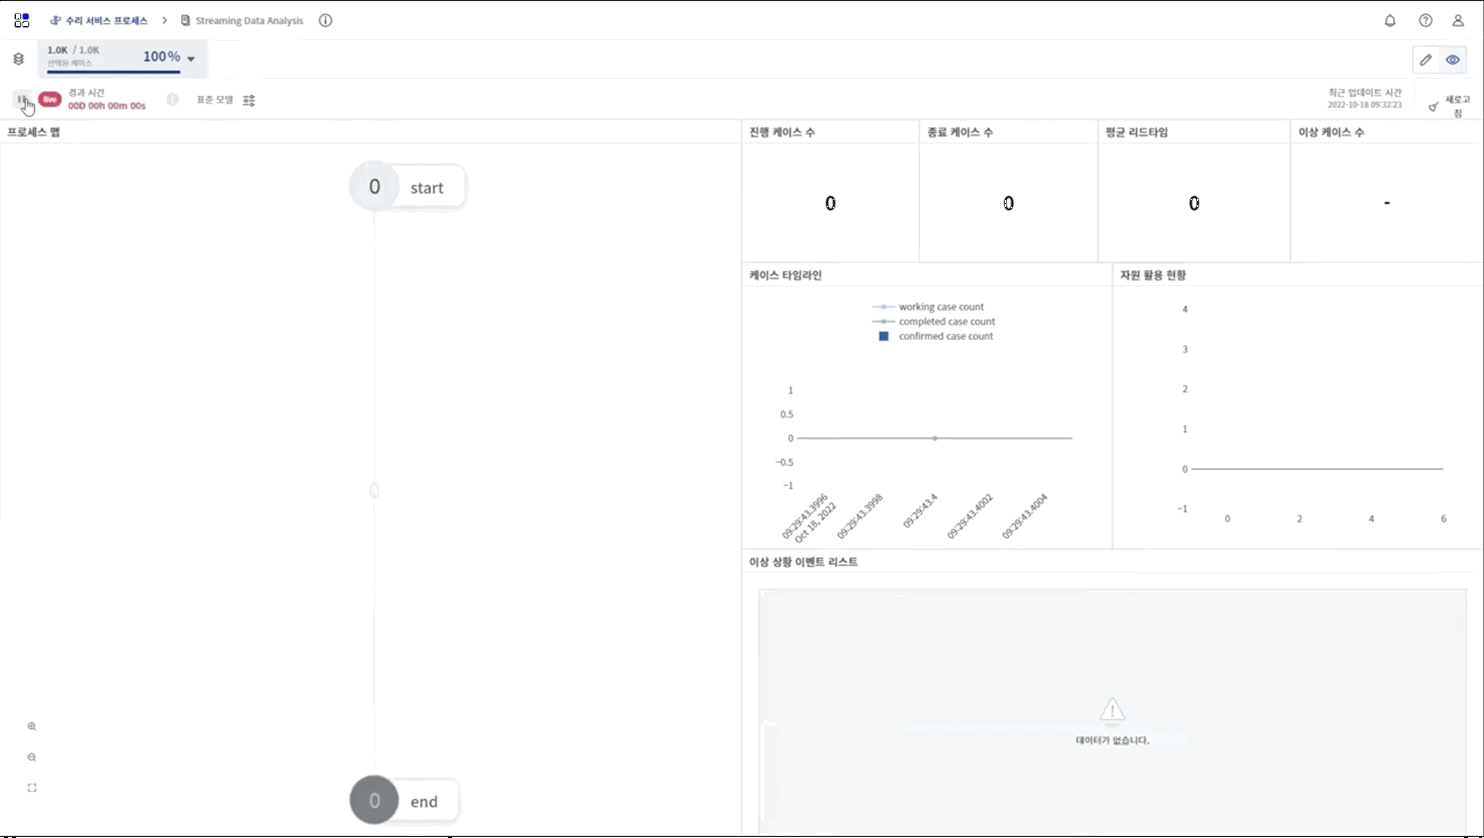 수리 서비스 프로세스 > Streaming Data Analysis
1.0K / 1.0K
선택된 케이스
100%
live
경과 시간
00D 00h 00m 00s
표준 모델
최근 업데이트 시간
2022-10-18 09:32:23
새로고
침
프로세스 맵
0 start
0
0 end
진행 케이스 수
0
종료 케이스 수
0
평균 리드타임
0
이상 케이스 수
-
케이스 타임라인
working case count
completed case count
confirmed case count
1
0.5
0
−0.5
−1
09:29:43.3996
Oct 18, 2022
09:29:43.3998
09:29:43.4
09:29:43.4002
09:29:43.4004
자원 활용 현황
4
3
2
1
0
−1
0 2 4 6
이상 상황 이벤트 리스트
데이터가 없습니다.